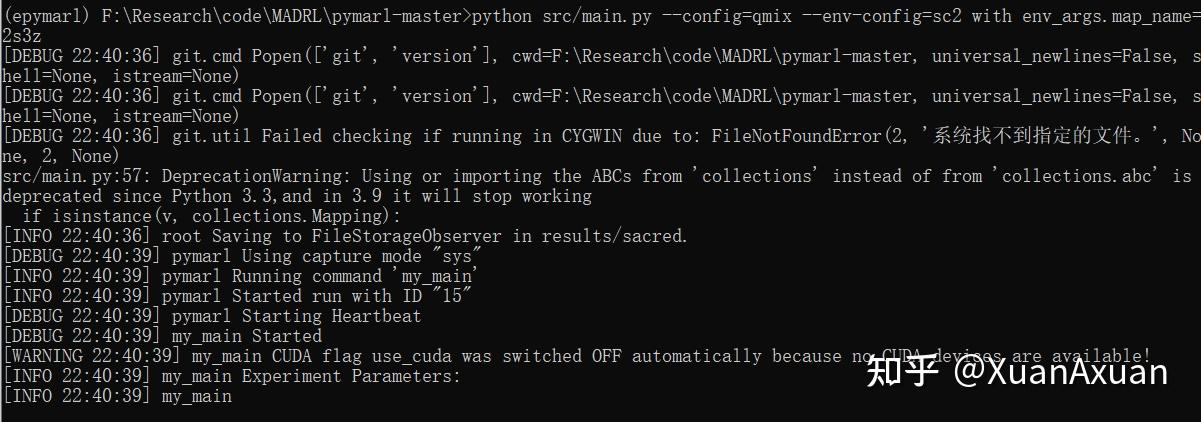 (epymarl) F:\Research\code\MADRL\pymarl-master>python src/main.py --config=qmix --env-config=sc2 with env_args.map_name=
2s3z
[DEBUG 22:40:36] git.cmd Popen(['git', 'version'], cwd=F:\Research\code\MADRL\pymarl-master, universal_newlines=False, s
hell=None, istream=None)
[DEBUG 22:40:36] git.cmd Popen(['git', 'version'], cwd=F:\Research\code\MADRL\pymarl-master, universal_newlines=False, s
hell=None, istream=None)
[DEBUG 22:40:36] git.util Failed checking if running in CYGWIN due to: FileNotFoundError(2, '系统找不到指定的文件。', No
ne, 2, None)
src/main.py:57: DeprecationWarning: Using or importing the ABCs from 'collections' instead of from 'collections.abc' is
deprecated since Python 3.3,and in 3.9 it will stop working
  if isinstance(v, collections.Mapping):
[INFO 22:40:36] root Saving to FileStorageObserver in results/sacred.
[DEBUG 22:40:39] pymarl Using capture mode "sys"
[INFO 22:40:39] pymarl Running command 'my_main'
[INFO 22:40:39] pymarl Started run with ID "15"
[DEBUG 22:40:39] pymarl Starting Heartbeat
[DEBUG 22:40:39] my_main Started
[WARNING 22:40:39] my_main CUDA flag use_cuda was switched OFF automatically because no CUDA devises are available!
[INFO 22:40:39] my_main Experiment Parameters:
[INFO 22:40:39] my_main
知乎 @XuanAxuan